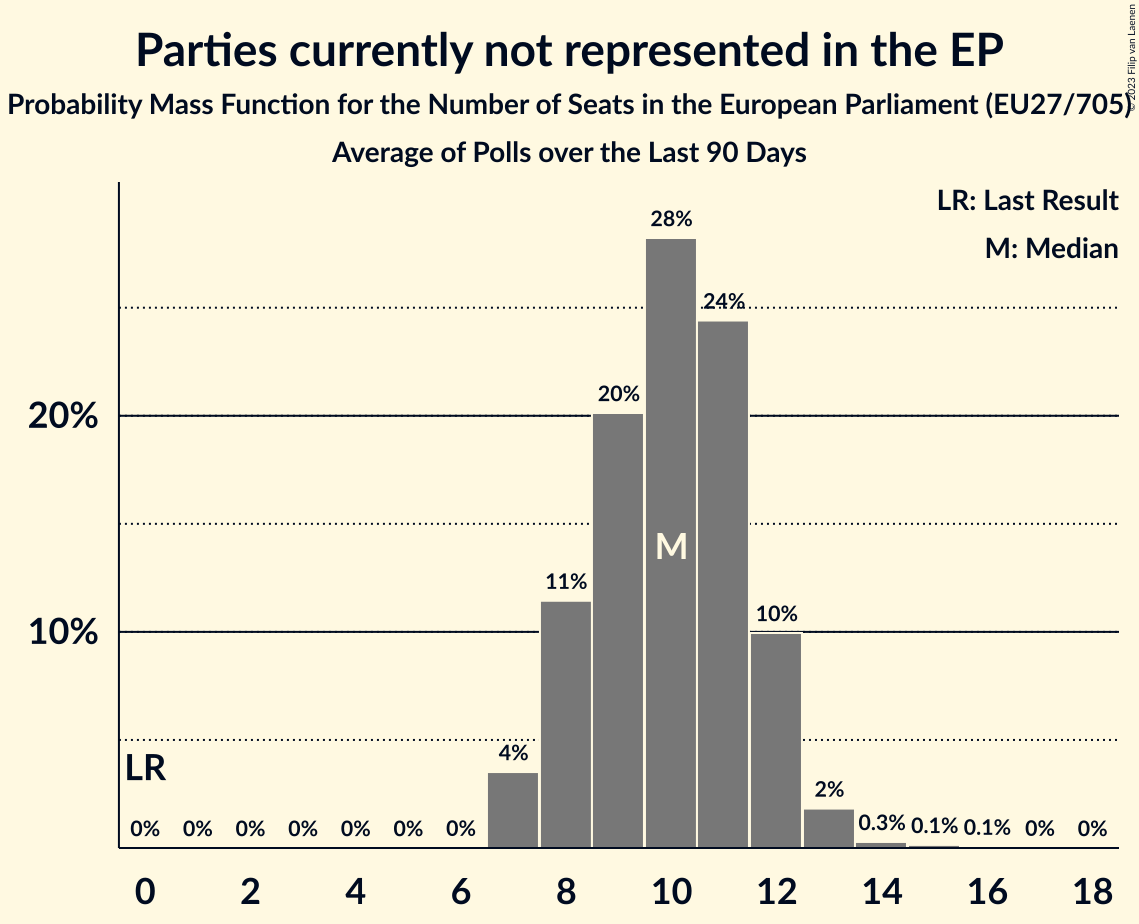 Parties currently not represented in the EP
Probability Mass Function for the Number of Seats in the European Parliament (EU27/705)
Average of Polls over the Last 90 Days
© 2023 Filip van Laenen
LR: Last Result
M: Median
28%
24%
20%
20%
M
11%
10%
10%
4%
LR
2%
0% 0% 0% 0% 0% 0% 0% 0.3% 0.1% 0.1% 0% 0%
0 2 4 6 8 10 12 14 16 18